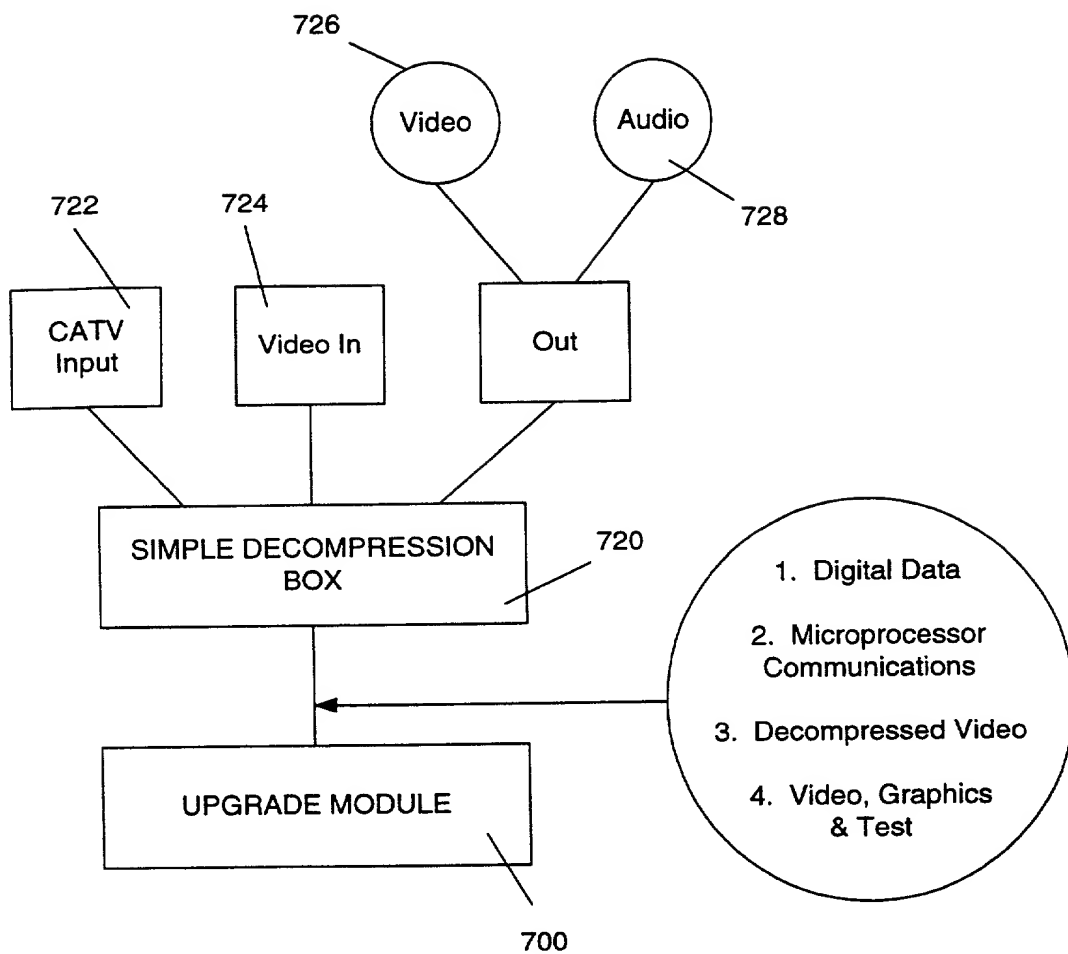 726
Video
Audio
728
722
724
CATV
Input
Video In
Out
SIMPLE DECOMPRESSION
BOX
720
1. Digital Data
2. Microprocessor
Communications
3. Decompressed Video
4. Video, Graphics
& Test
UPGRADE MODULE
700